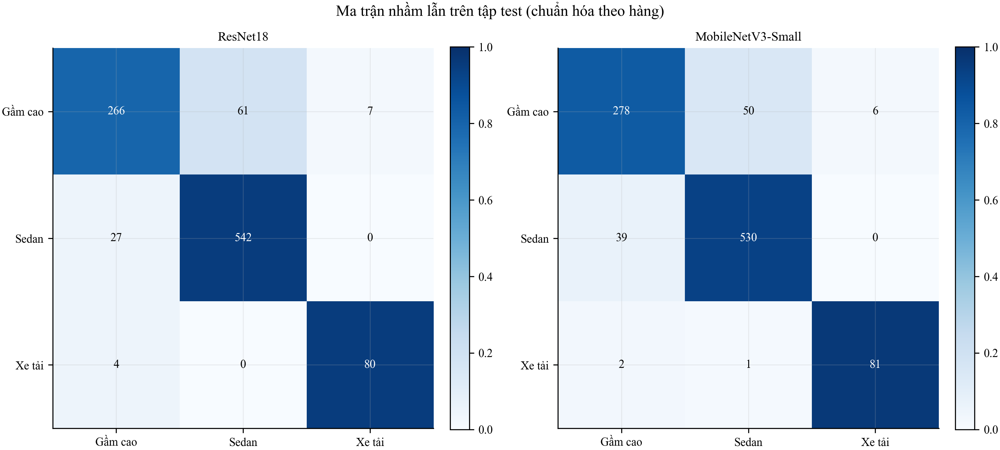 Ma trận nhầm lẫn trên tập test (chuẩn hóa theo hàng)
ResNet18
Gầm cao 266 61 7
Sedan 27 542 0
Xe tải 4 0 80
Gầm cao Sedan Xe tải
1.0
0.8
0.6
0.4
0.2
0.0
MobileNetV3-Small
Gầm cao 278 50 6
Sedan 39 530 0
Xe tải 2 1 81
Gầm cao Sedan Xe tải
1.0
0.8
0.6
0.4
0.2
0.0